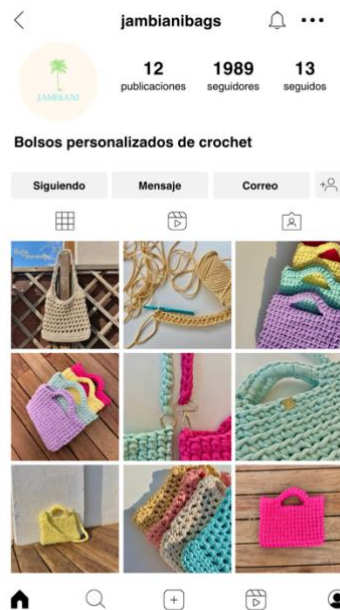 jambianibags
JAMBIANI
12 1989 13
publicaciones seguidores seguidos
Bolsos personalizados de crochet
Siguiendo Mensaje Correo